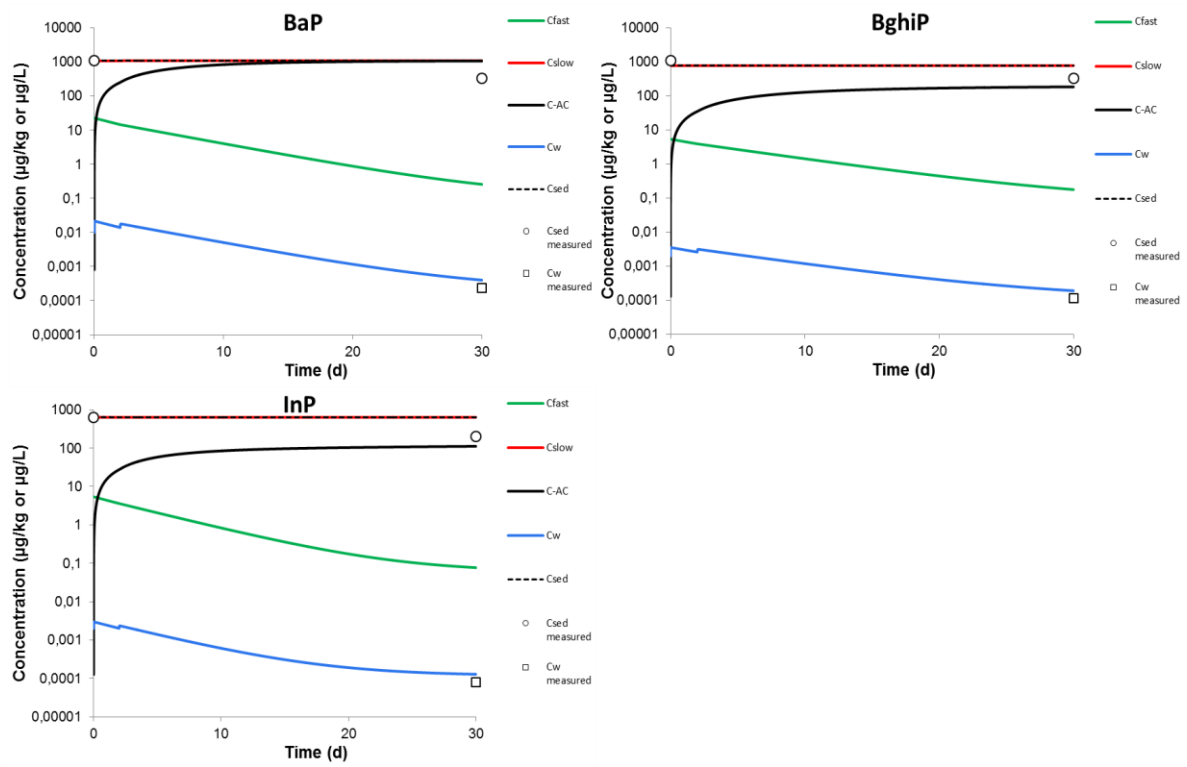 BaP
Concentration (µg/kg or µg/L)
10000
1000
100
10
1
0,1
0,01
0,001
0,0001
0,00001
0
10
20
30
Time (d)
Cfast
Cslow
C-AC
Cw
Csed
Csed
measured
Cw
measured
BghiP
Concentration (µg/kg or µg/L)
10000
1000
100
10
1
0,1
0,01
0,001
0,0001
0,00001
0
10
20
30
Time (d)
Cfast
Cslow
C-AC
Cw
Csed
Csed
measured
Cw
measured
InP
Concentration (µg/kg or µg/L)
1000
100
10
1
0,1
0,01
0,001
0,0001
0,00001
0
10
20
30
Time (d)
Cfast
Cslow
C-AC
Cw
Csed
Csed
measured
Cw
measured